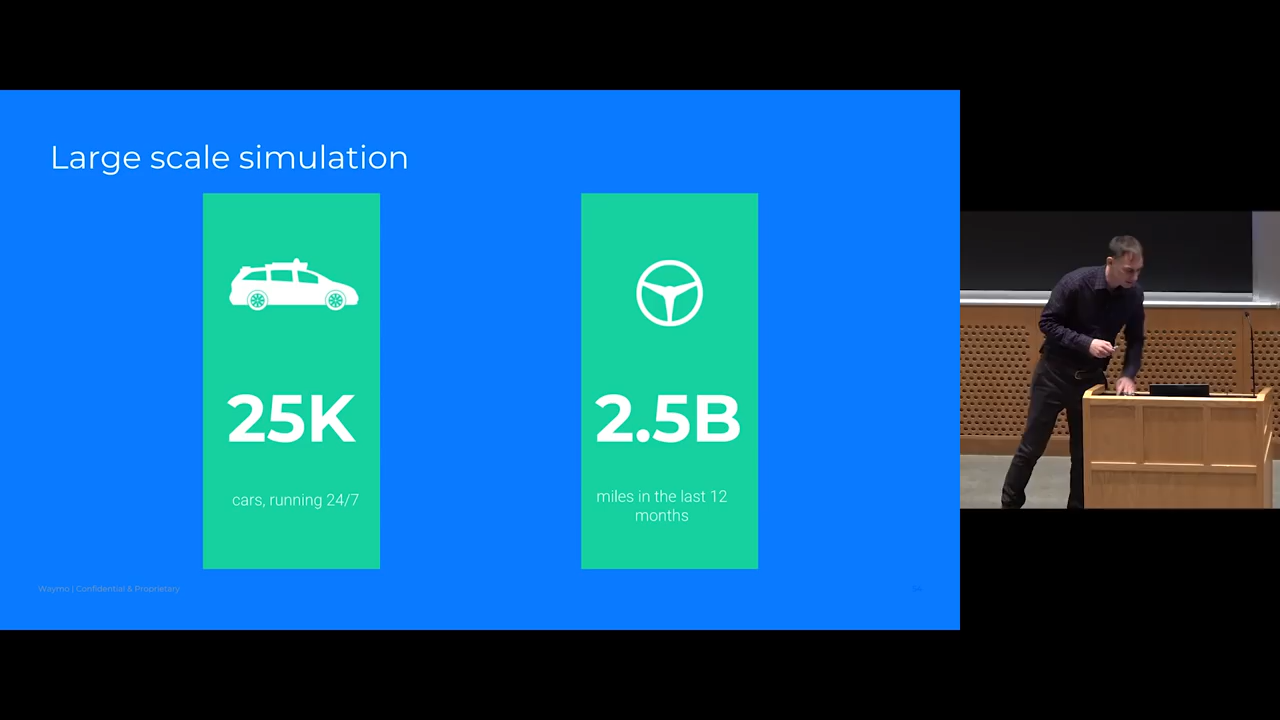 Large scale simulation
25K
cars, running 24/7
2.5B
miles in the last 12
months
Waymo | Confidential & Proprietary